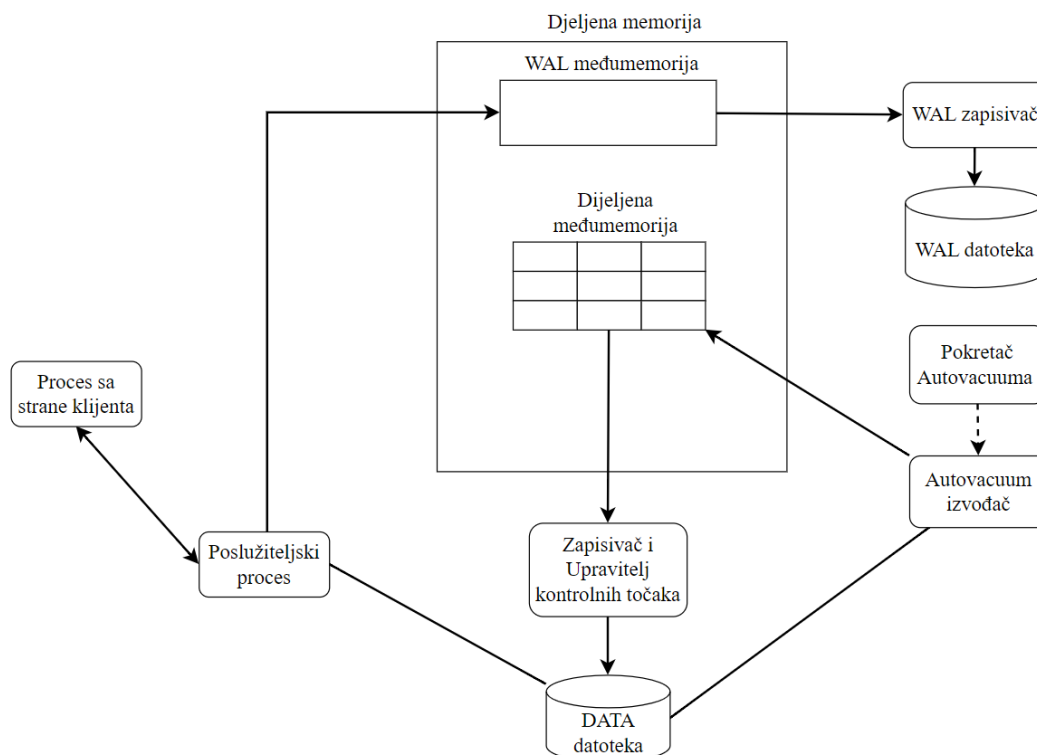 Djeljena memorija
WAL međumemorija
WAL zapisivač
WAL datoteka
Dijeljena
međumemorija
Pokretač
Autovacuuma
Proces sa
strane klijenta
Autovacuum
izvođač
Poslužiteljski
proces
Zapisivač i
Upravitelj
kontrolnih točaka
DATA
datoteka